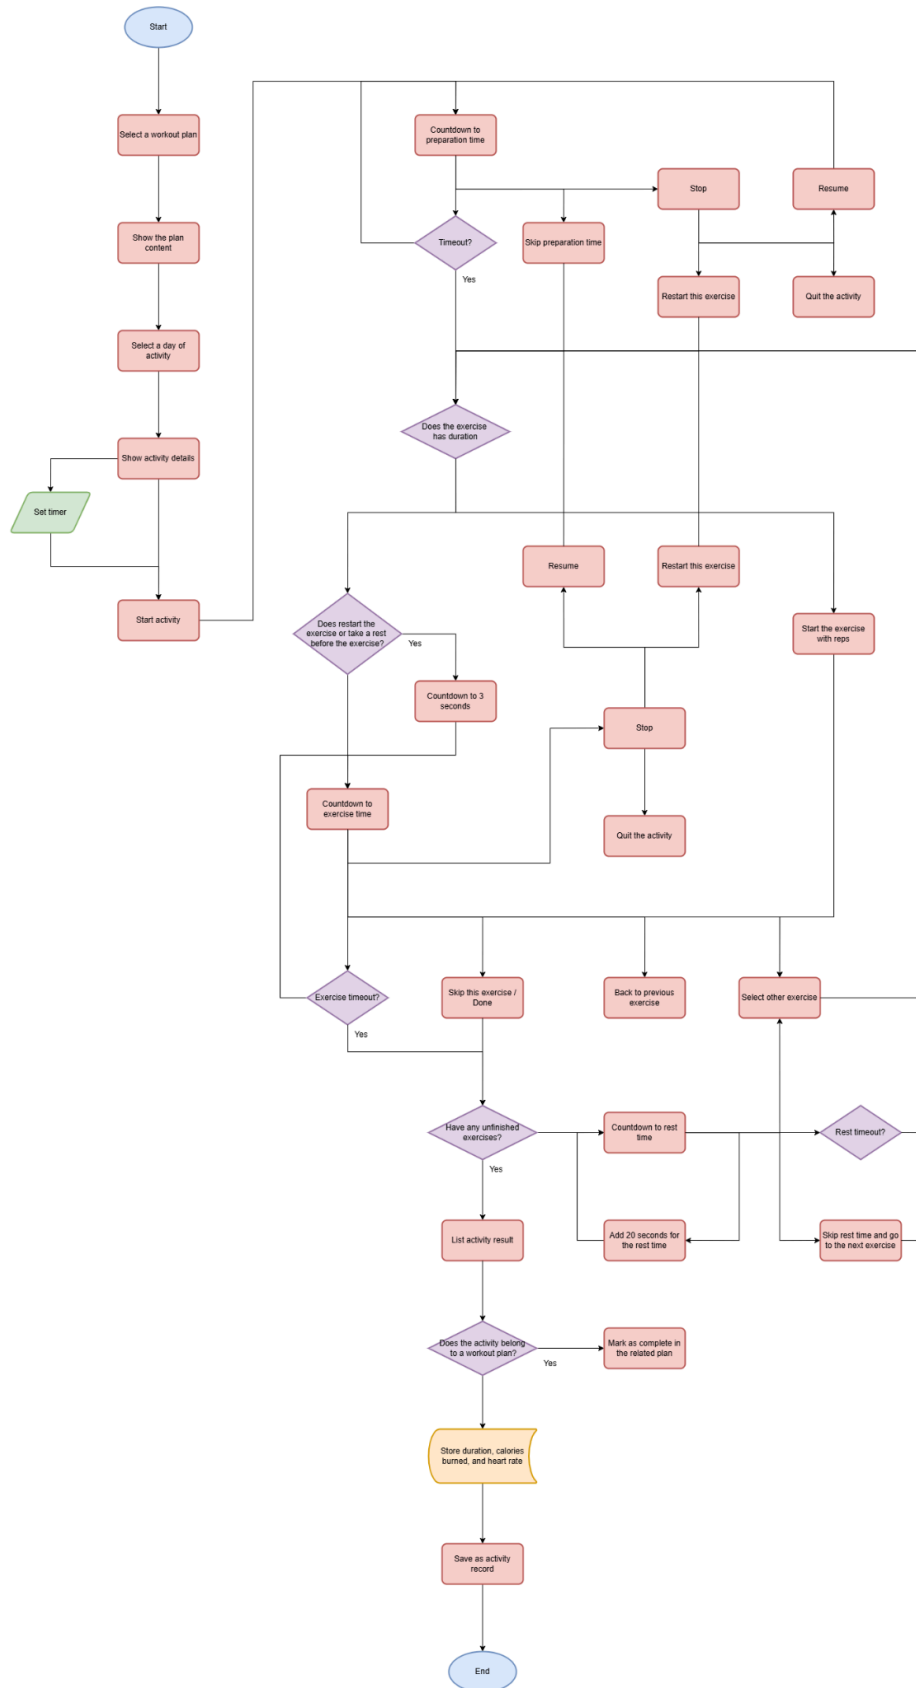 Start
Select a workout plan
Show the plan
content
Select a day of
activity
Show activity details
Set timer
Start activity
Countdown to
preparation time
Timeout?
Yes
Skip preparation time
Stop
Resume
Restart this exercise
Quit the activity
Does the exercise
has duration
Does restart the
exercise or take a rest
before the exercise?
Yes
Countdown to 3
seconds
Resume
Restart this exercise
Start the exercise
with reps
Stop
Quit the activity
Countdown to
exercise time
Exercise timeout?
Yes
Skip this exercise /
Done
Back to previous
exercise
Select other exercise
Have any unfinished
exercises?
Yes
Countdown to rest
time
Rest timeout?
List activity result
Add 20 seconds for
the rest time
Skip rest time and go
to the next exercise
Does the activity belong
to a workout plan?
Yes
Mark as complete in
the related plan
Store duration, calories
burned, and heart rate
Save as activity
record
End